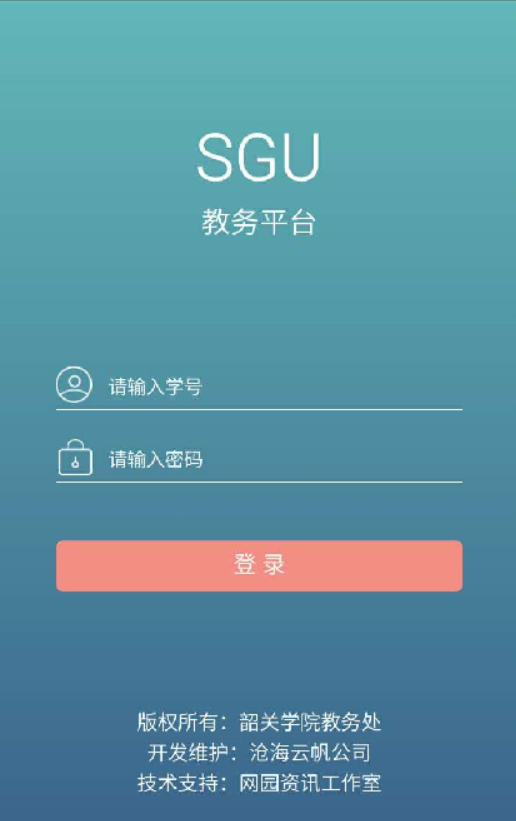 SGU
教务平台
请输入学号
请输入密码
登 录
版权所有：韶关学院教务处
开发维护：沧海云帆公司
技术支持：网园资讯工作室